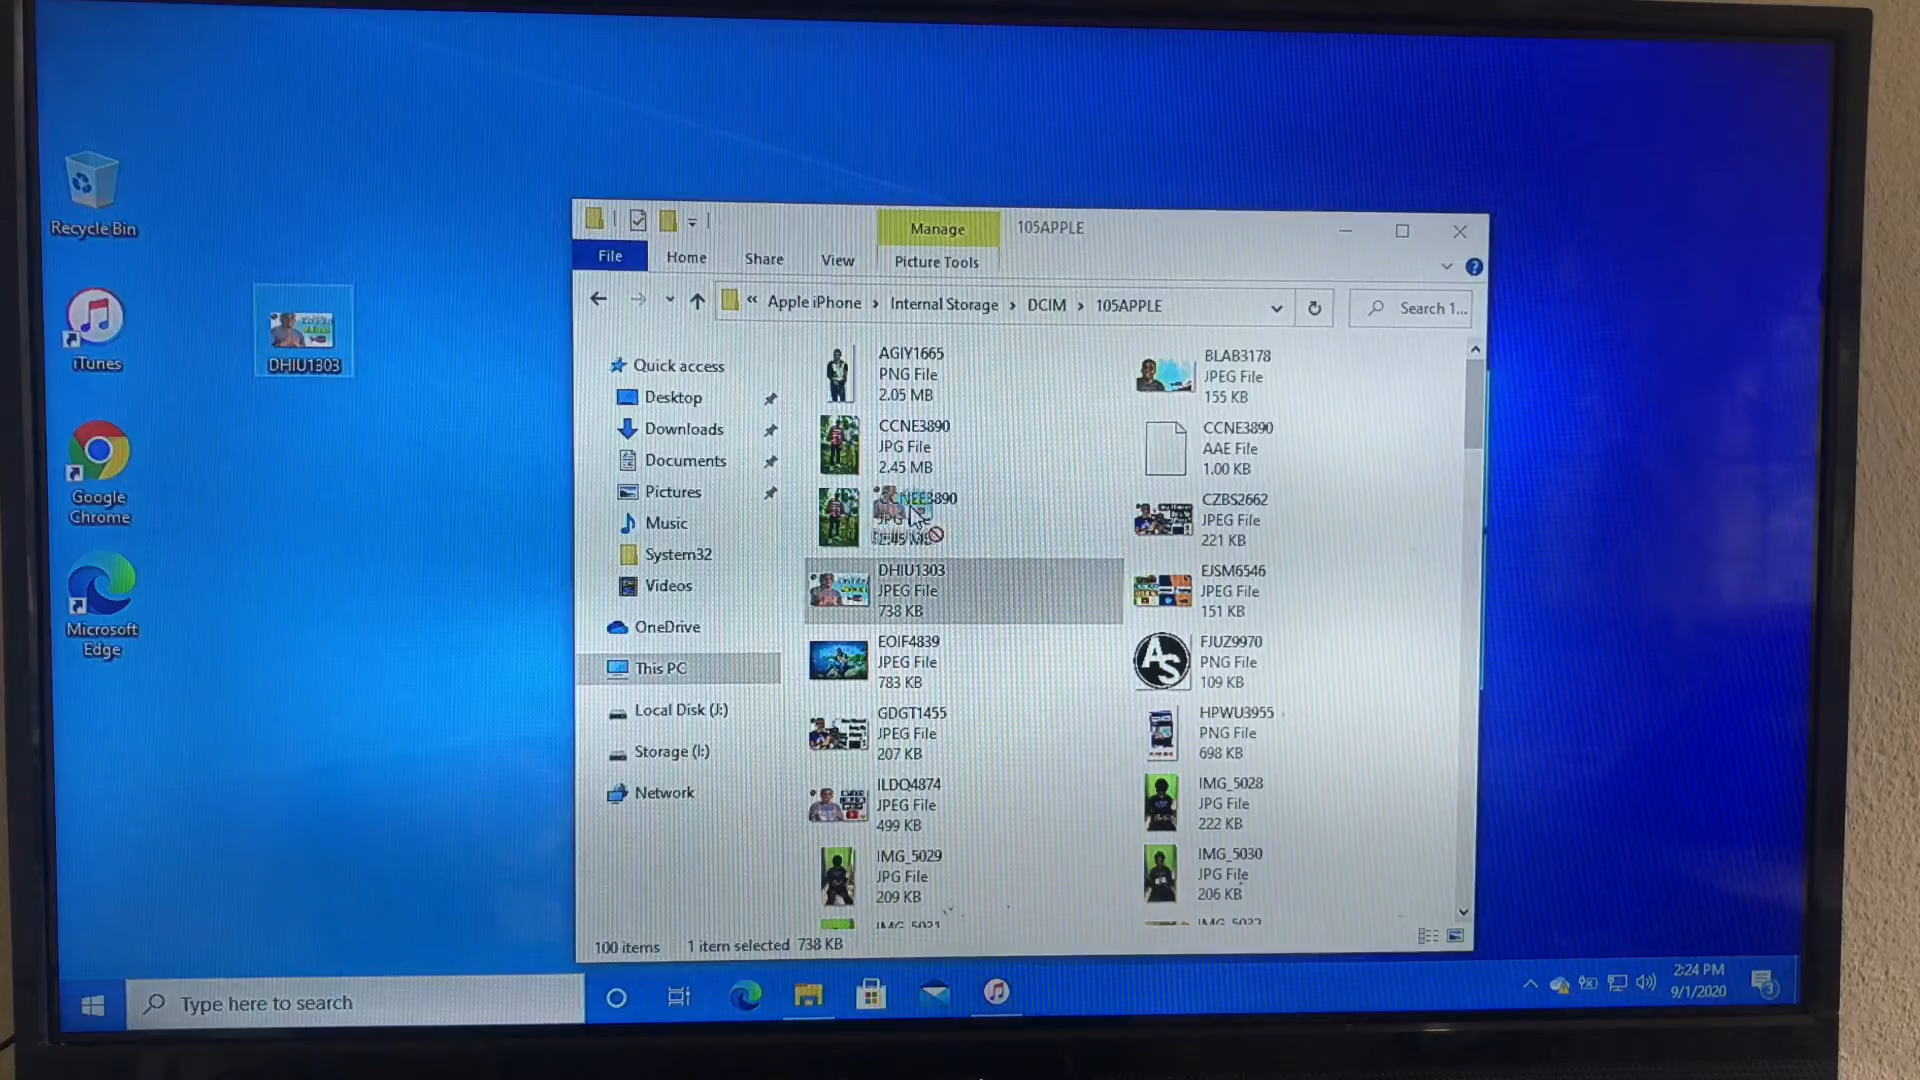 Recycle Bin
iTunes
Google
Chrome
Microsoft
Edge
DHIU1303
Manage
105APPLE
File
Home
Share
View
Picture Tools
« Apple iPhone > Internal Storage > DCIM > 105APPLE
Search 1...
Quick access
Desktop
Downloads
Documents
Pictures
Music
System32
Videos
OneDrive
This PC
Local Disk (J:)
Storage (I:)
Network
AGIY1665
PNG File
2.05 MB
BLAB3178
JPEG File
155 KB
CCNE3890
JPG File
2.45 MB
CCNE3890
AAE File
1.00 KB
CCNEE3890
JPG File
2.45 MB
CZBS2662
JPEG File
221 KB
DHIU1303
JPEG File
738 KB
EJSM6546
JPEG File
151 KB
EOIF4839
JPEG File
783 KB
FJUZ9970
PNG File
109 KB
AS
GDGT1455
JPEG File
207 KB
HPWU3955
PNG File
698 KB
ILDQ4874
JPEG File
499 KB
IMG_5028
JPG File
222 KB
IMG_5029
JPG File
209 KB
IMG_5030
JPG File
206 KB
100 items
1 item selected 738 KB
Type here to search
2:24 PM
9/1/2020
3